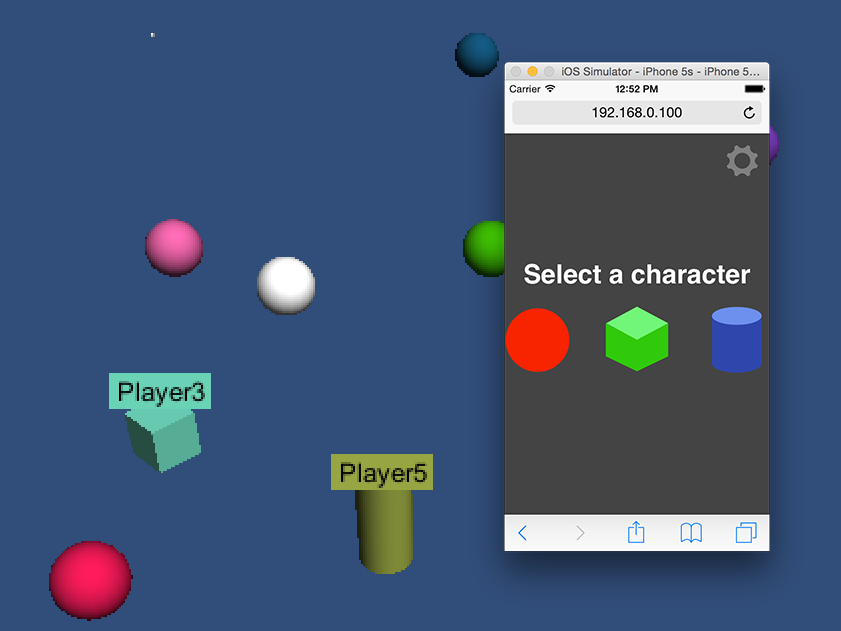 iOS Simulator - iPhone 5s - iPhone 5...
Carrier 12:52 PM
192.168.0.100
Select a character
Player3
Player5